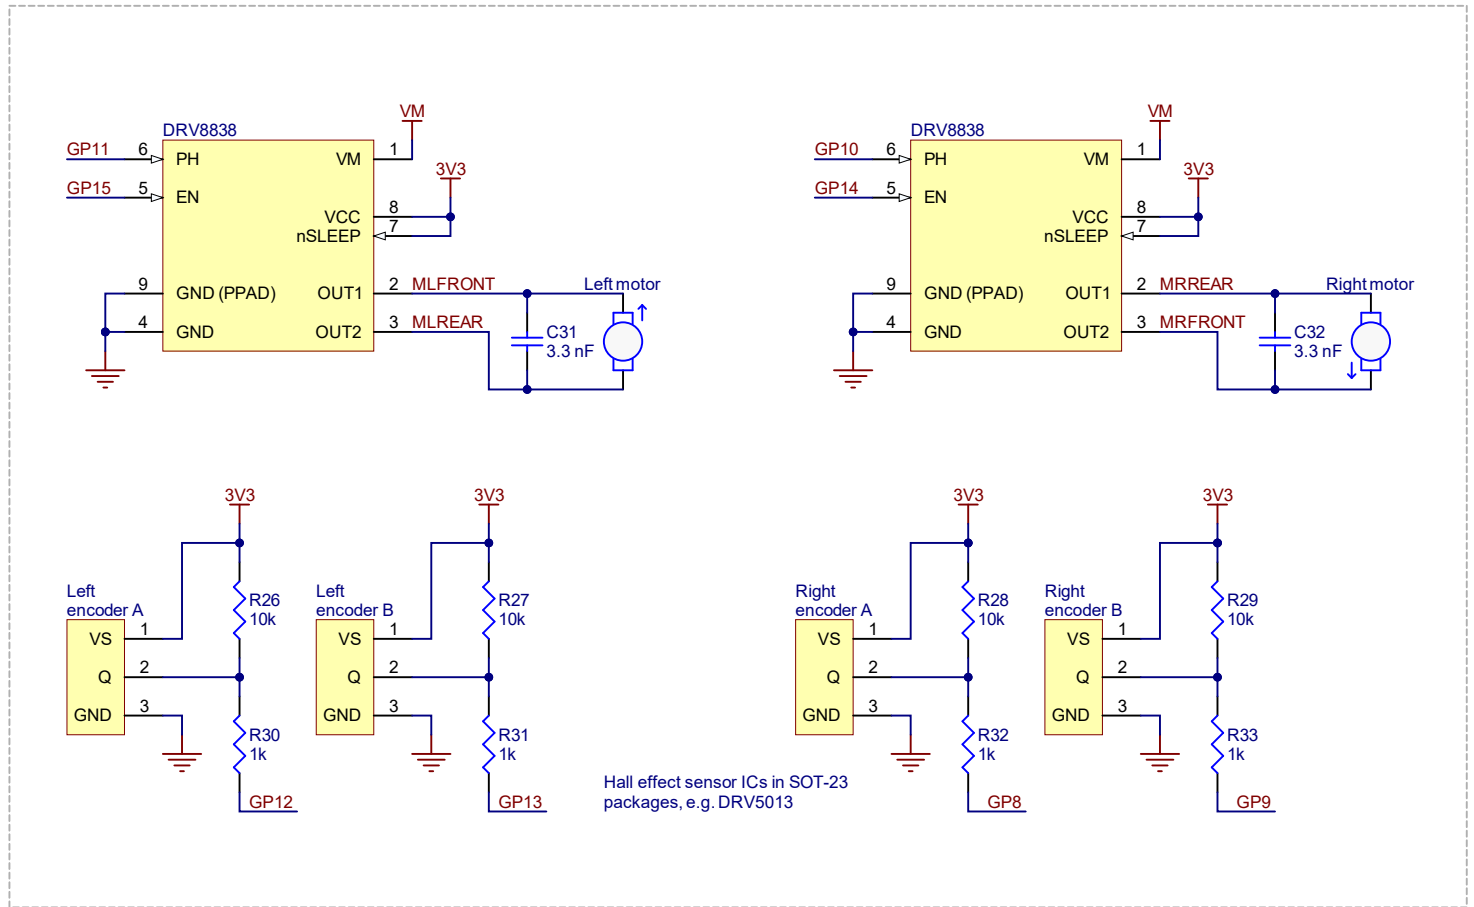 DRV8838
VM
GP11
6
PH
VM
1
GP15
5
EN
3V3
VCC
8
nSLEEP
7
9
GND (PPAD)
OUT1
2
MLFRONT
Left motor
4
GND
OUT2
3
MLREAR
C31
3.3 nF
DRV8838
VM
GP10
6
PH
VM
1
GP14
5
EN
3V3
VCC
8
nSLEEP
7
9
GND (PPAD)
OUT1
2
MRREAR
Right motor
4
GND
OUT2
3
MRFRONT
C32
3.3 nF
3V3
Left
encoder A
VS
1
R26
10k
Q
2
GND
3
R30
1k
GP12
3V3
Left
encoder B
VS
1
R27
10k
Q
2
GND
3
R31
1k
GP13
Hall effect sensor ICs in SOT-23
packages, e.g. DRV5013
3V3
Right
encoder A
VS
1
R28
10k
Q
2
GND
3
R32
1k
GP8
3V3
Right
encoder B
VS
1
R29
10k
Q
2
GND
3
R33
1k
GP9